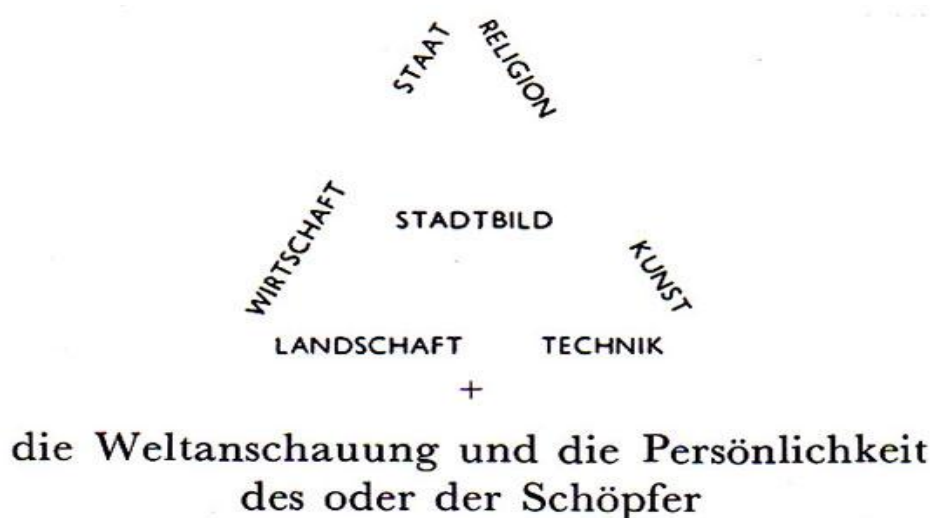 STAAT
RELIGION
WIRTSCHAFT
STADTBILD
KUNST
LANDSCHAFT
TECHNIK
+
die Weltanschauung und die Persönlichkeit
des oder der Schöpfer